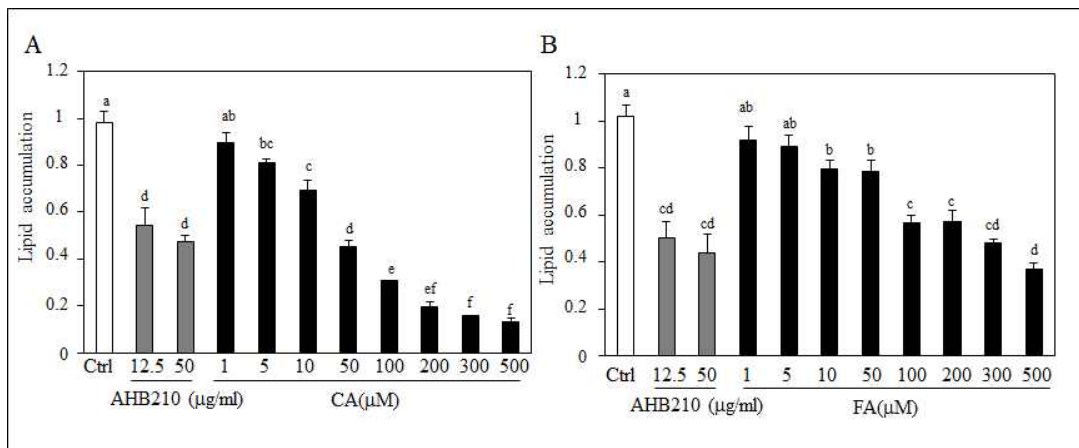 A
Lipid accumulation
1.2
1
0.8
0.6
0.4
0.2
0
a
d
d
ab
bc
c
d
e
ef
f
f
Ctrl 12.5 50 1 5 10 50 100 200 300 500
AHB210 (µg/ml) CA(µM)
B
Lipid accumulation
1.2
1
0.8
0.6
0.4
0.2
0
a
cd
cd
ab
ab
b
b
c
c
cd
d
Ctrl 12.5 50 1 5 10 50 100 200 300 500
AHB210 (µg/ml) FA(µM)